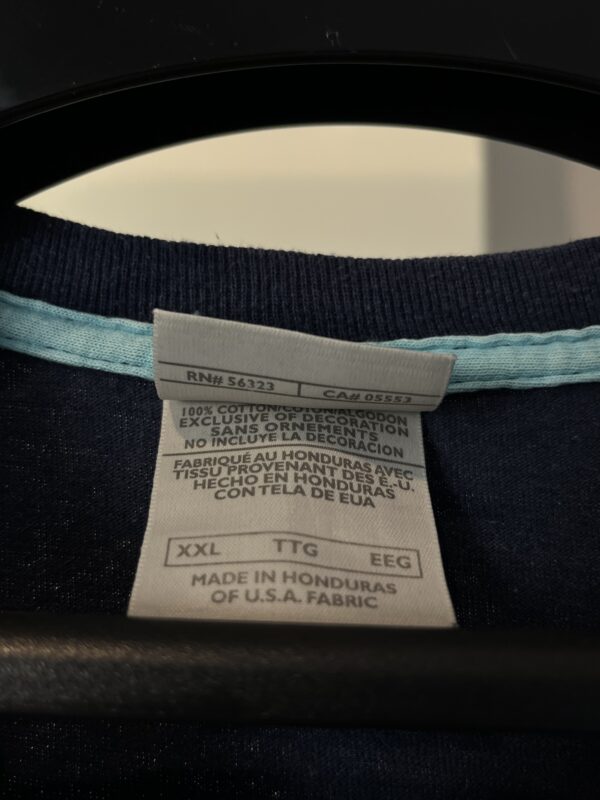 RN# 56323 CA# 05553
100% COTTON/COTON/ALGODON
EXCLUSIVE OF DECORATION
SANS ORNEMENTS
NO INCLUYE LA DECORACION
FABRIQUÉ AU HONDURAS AVEC
TISSU PROVENANT DES É.-U.
HECHO EN HONDURAS
CON TELA DE EUA
XXL TTG EEG
MADE IN HONDURAS
OF U.S.A. FABRIC